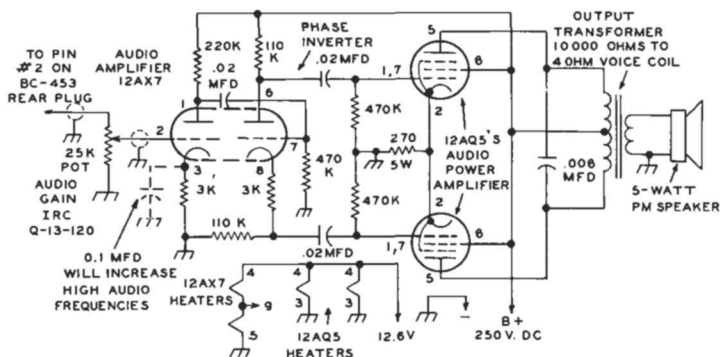 TO PIN
#2 ON
BC-453
REAR PLUG
AUDIO
AMPLIFIER
12AX7
220K
110
K
PHASE
INVERTER
.02MFD
.02
MFD
1
6
2
7
3
8
25K
POT
AUDIO
GAIN
IRC
Q-13-120
3K
3K
470
K
110 K
.02MFD
0.1 MFD
WILL INCREASE
HIGH AUDIO
FREQUENCIES
470K
470K
270
5W
5
1,7
6
2
12AQ5'S
AUDIO
POWER
AMPLIFIER
2
1,7
6
5
OUTPUT
TRANSFORMER
10000 OHMS TO
4 OHM VOICE COIL
.006
MFD
5-WATT
PM SPEAKER
12AX7
HEATERS
4
9
5
4
3
4
3
12AQ5
HEATERS
12.6V
–
B+
250V. DC